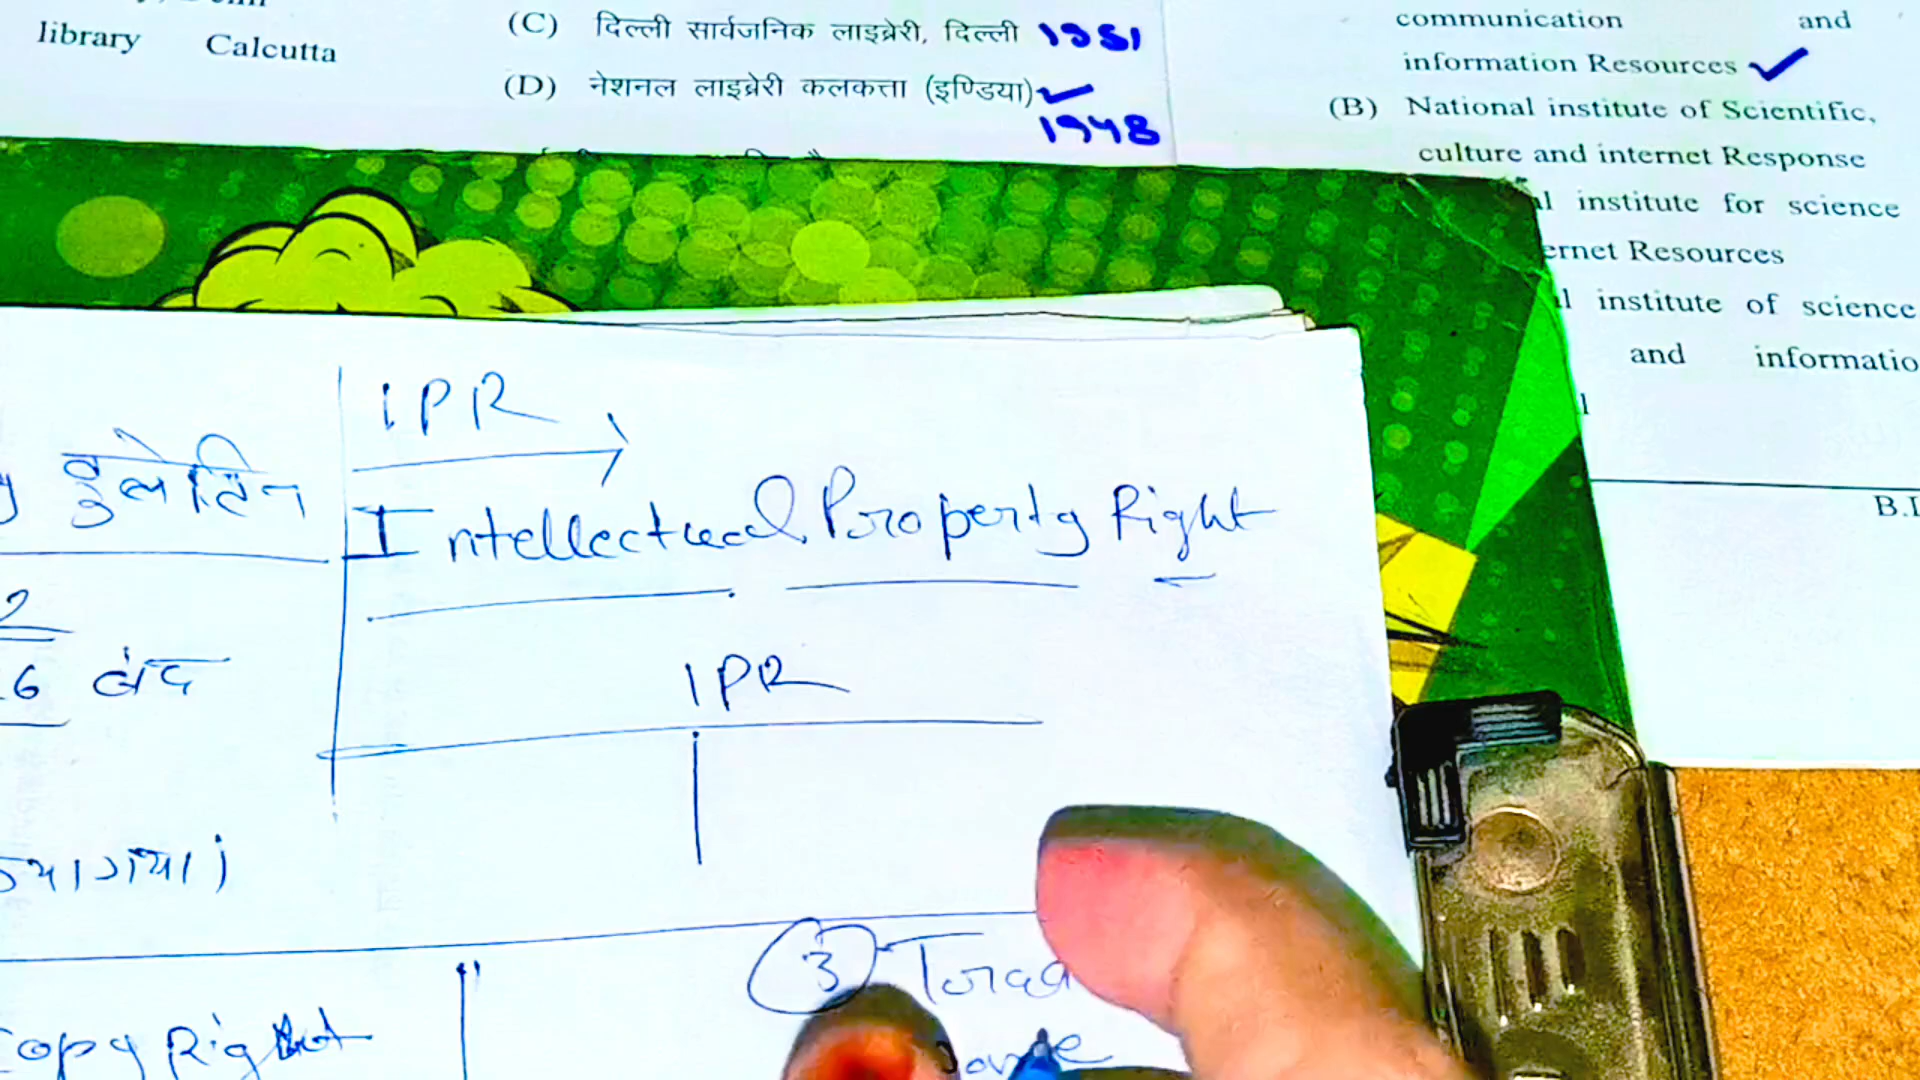 library Calcutta
(C) दिल्ली सार्वजनिक लाइब्रेरी, दिल्ली 1951
(D) नेशनल लाइब्रेरी कलकत्ता (इण्डिया)
1948
communication and
information Resources
(B) National institute of Scientific,
culture and internet Response
institute for science
Resources
institute of science
and
IPR
बुलेटिन
Intellectual Property Right
2
6 बंद
IPR
3
Copy Right